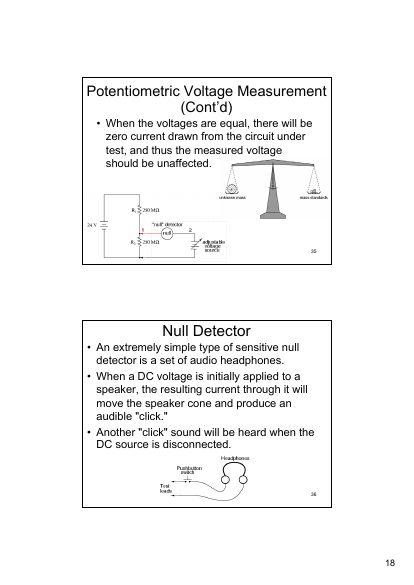 Potentiometric Voltage Measurement
(Cont'd)
• When the voltages are equal, there will be
zero current drawn from the circuit under
test, and thus the measured voltage
should be unaffected.
unknown mass
mass standards
R₁ 250 MΩ
24 V
"null" detector
1
null
2
R₂ 250 MΩ
adjustable
voltage
source
35
Null Detector
• An extremely simple type of sensitive null
detector is a set of audio headphones.
• When a DC voltage is initially applied to a
speaker, the resulting current through it will
move the speaker cone and produce an
audible "click."
• Another "click" sound will be heard when the
DC source is disconnected.
Headphones
Pushbutton
switch
Test
leads
36
18